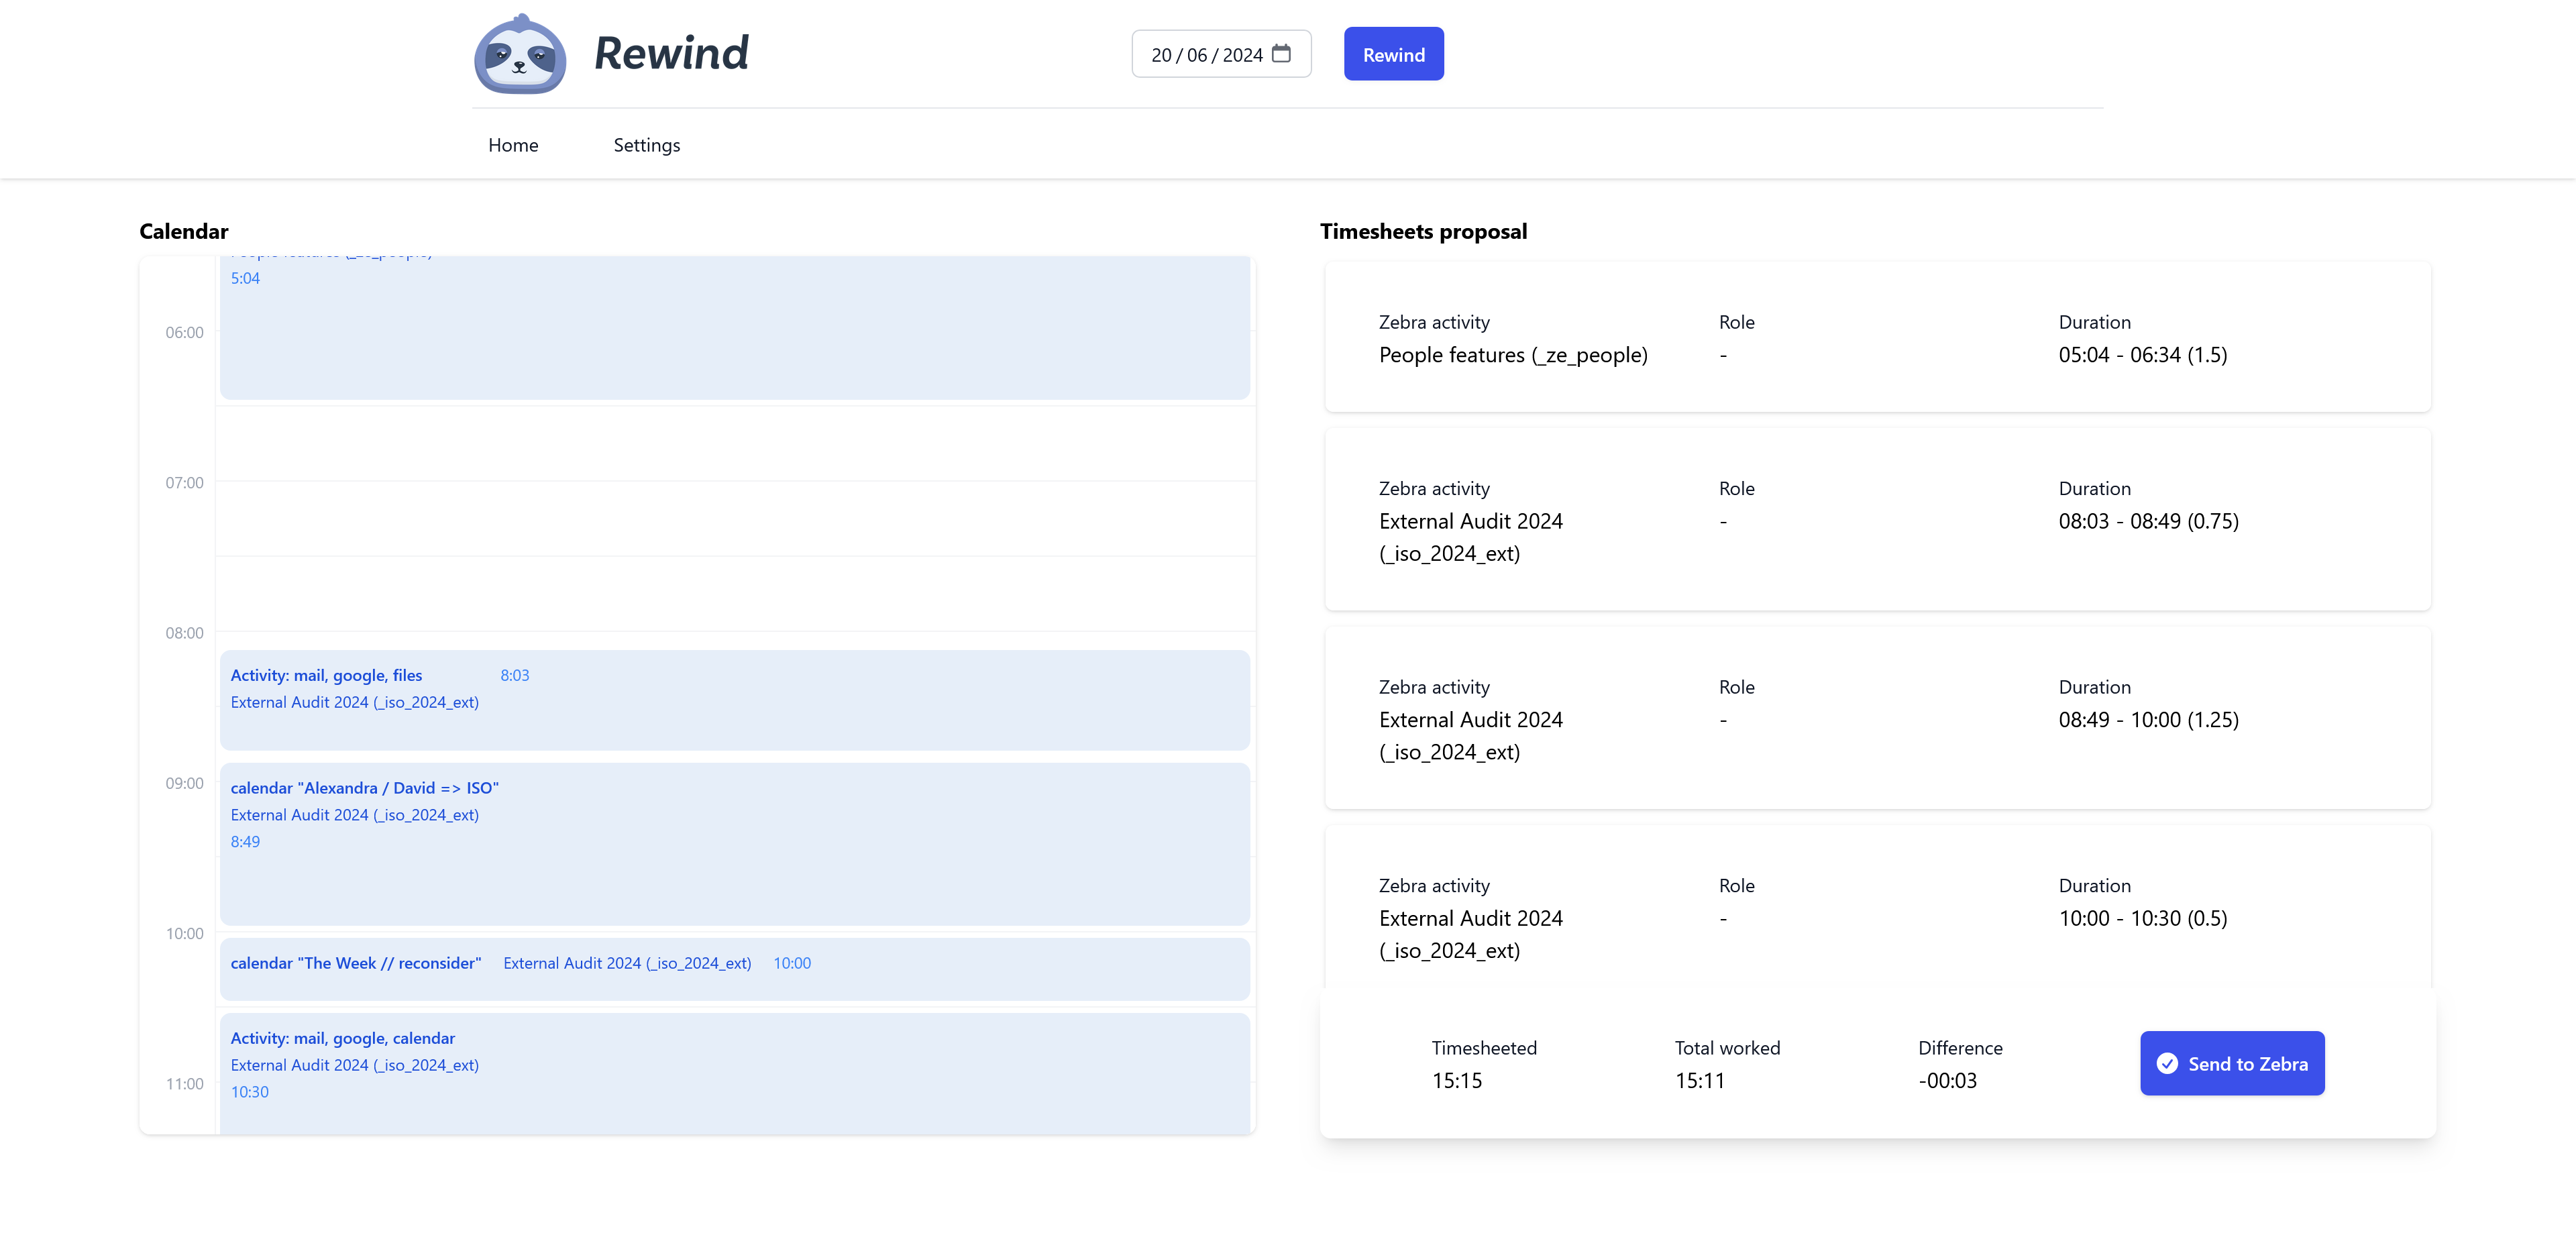 Rewind
20 / 06 / 2024
Rewind
Home
Settings
Calendar
People features (_ze_people)
5:04
06:00
07:00
08:00
Activity: mail, google, files
8:03
External Audit 2024 (_iso_2024_ext)
09:00
calendar "Alexandra / David => ISO"
External Audit 2024 (_iso_2024_ext)
8:49
10:00
calendar "The Week // reconsider"
External Audit 2024 (_iso_2024_ext)
10:00
Activity: mail, google, calendar
External Audit 2024 (_iso_2024_ext)
11:00
10:30
Timesheets proposal
Zebra activity
Role
Duration
People features (_ze_people)
-
05:04 - 06:34 (1.5)
Zebra activity
Role
Duration
External Audit 2024
(_iso_2024_ext)
-
08:03 - 08:49 (0.75)
Zebra activity
Role
Duration
External Audit 2024
(_iso_2024_ext)
-
08:49 - 10:00 (1.25)
Zebra activity
Role
Duration
External Audit 2024
(_iso_2024_ext)
-
10:00 - 10:30 (0.5)
Timesheeted
15:15
Total worked
15:11
Difference
-00:03
Send to Zebra